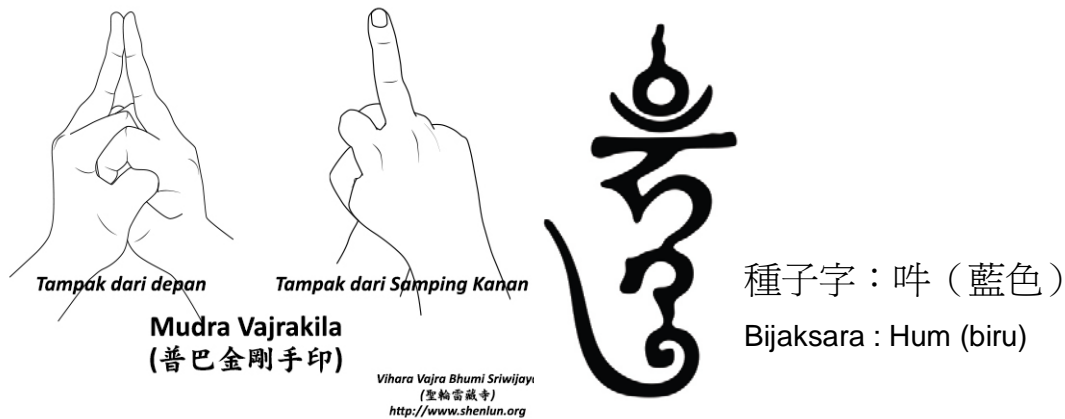 Tampak dari depan
Tampak dari Samping Kanan
Mudra Vajrakila
(普巴金剛手印)
Vihara Vajra Bhumi Sriwijaya
(聖輪雷藏寺)
http://www.shenlun.org
ཧཱུྃ
種子字：吽（藍色）
Bijaksara : Hum (biru)